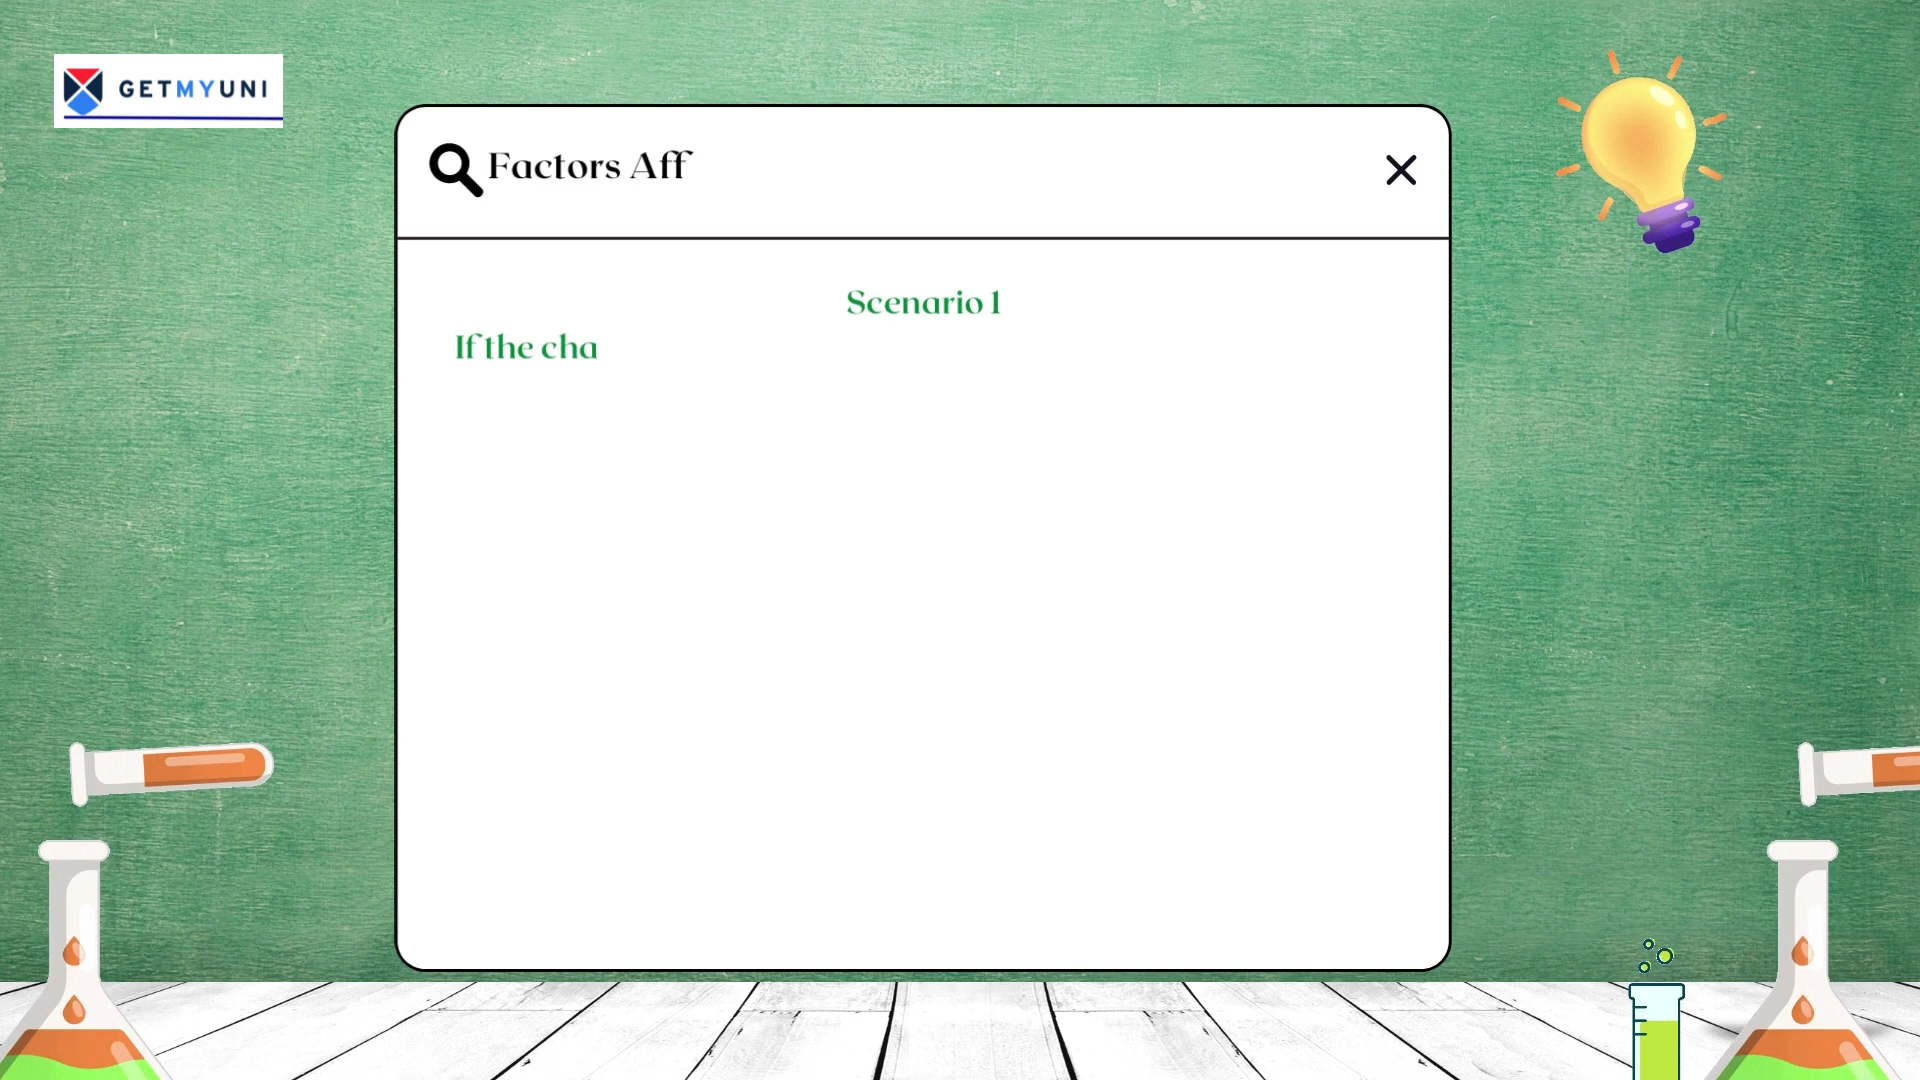 GETMYUNI
Factors Aff
Scenario 1
If the cha